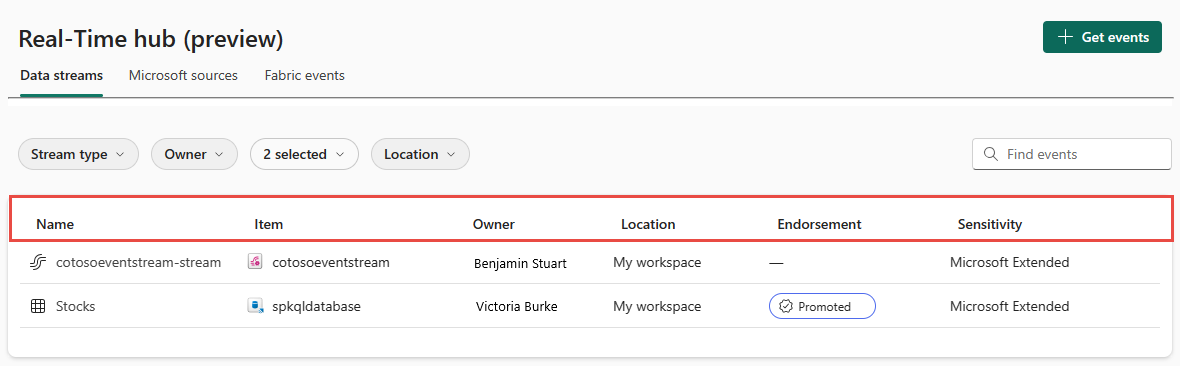 Real-Time hub (preview)
Get events
Data streams Microsoft sources Fabric events
Stream type Owner 2 selected Location Find events
Name Item Owner Location Endorsement Sensitivity
cotosoeventstream-stream cotosoeventstream Benjamin Stuart My workspace — Microsoft Extended
Stocks spkqldatabase Victoria Burke My workspace Promoted Microsoft Extended